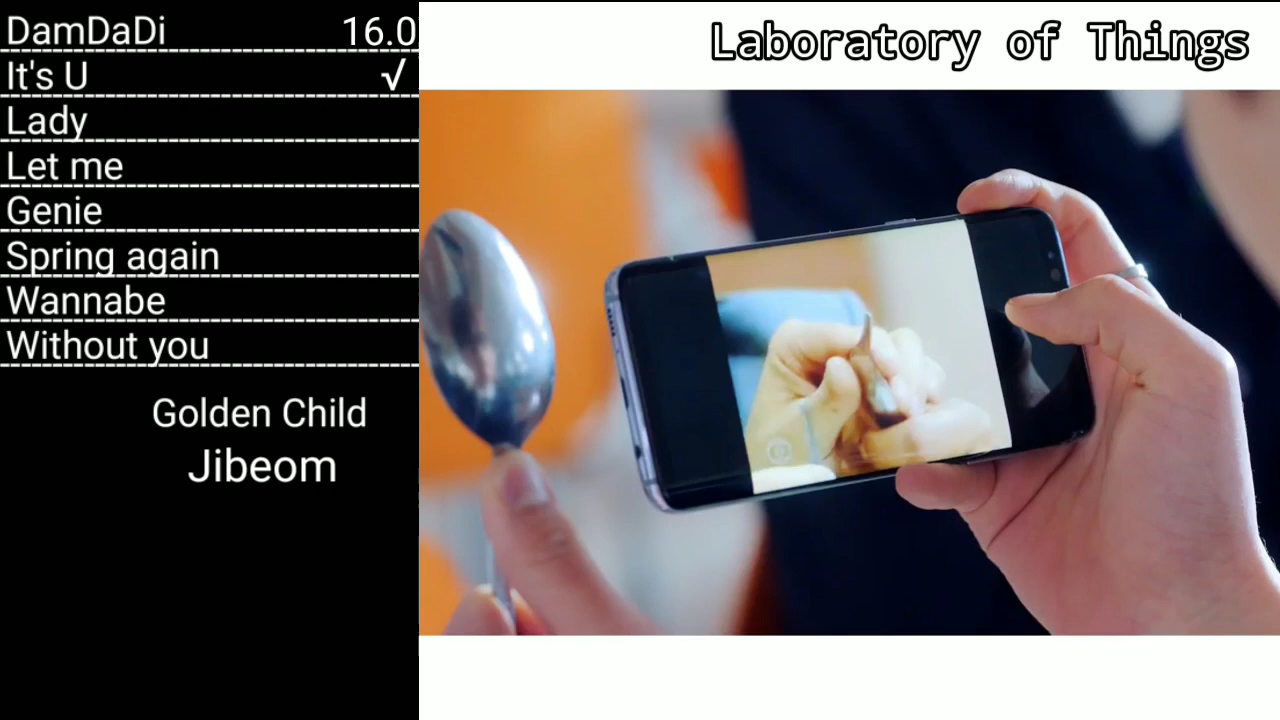 DamDaDi 16.0
It's U √
Lady
Let me
Genie
Spring again
Wannabe
Without you
Golden Child
Jibeom
Laboratory of Things